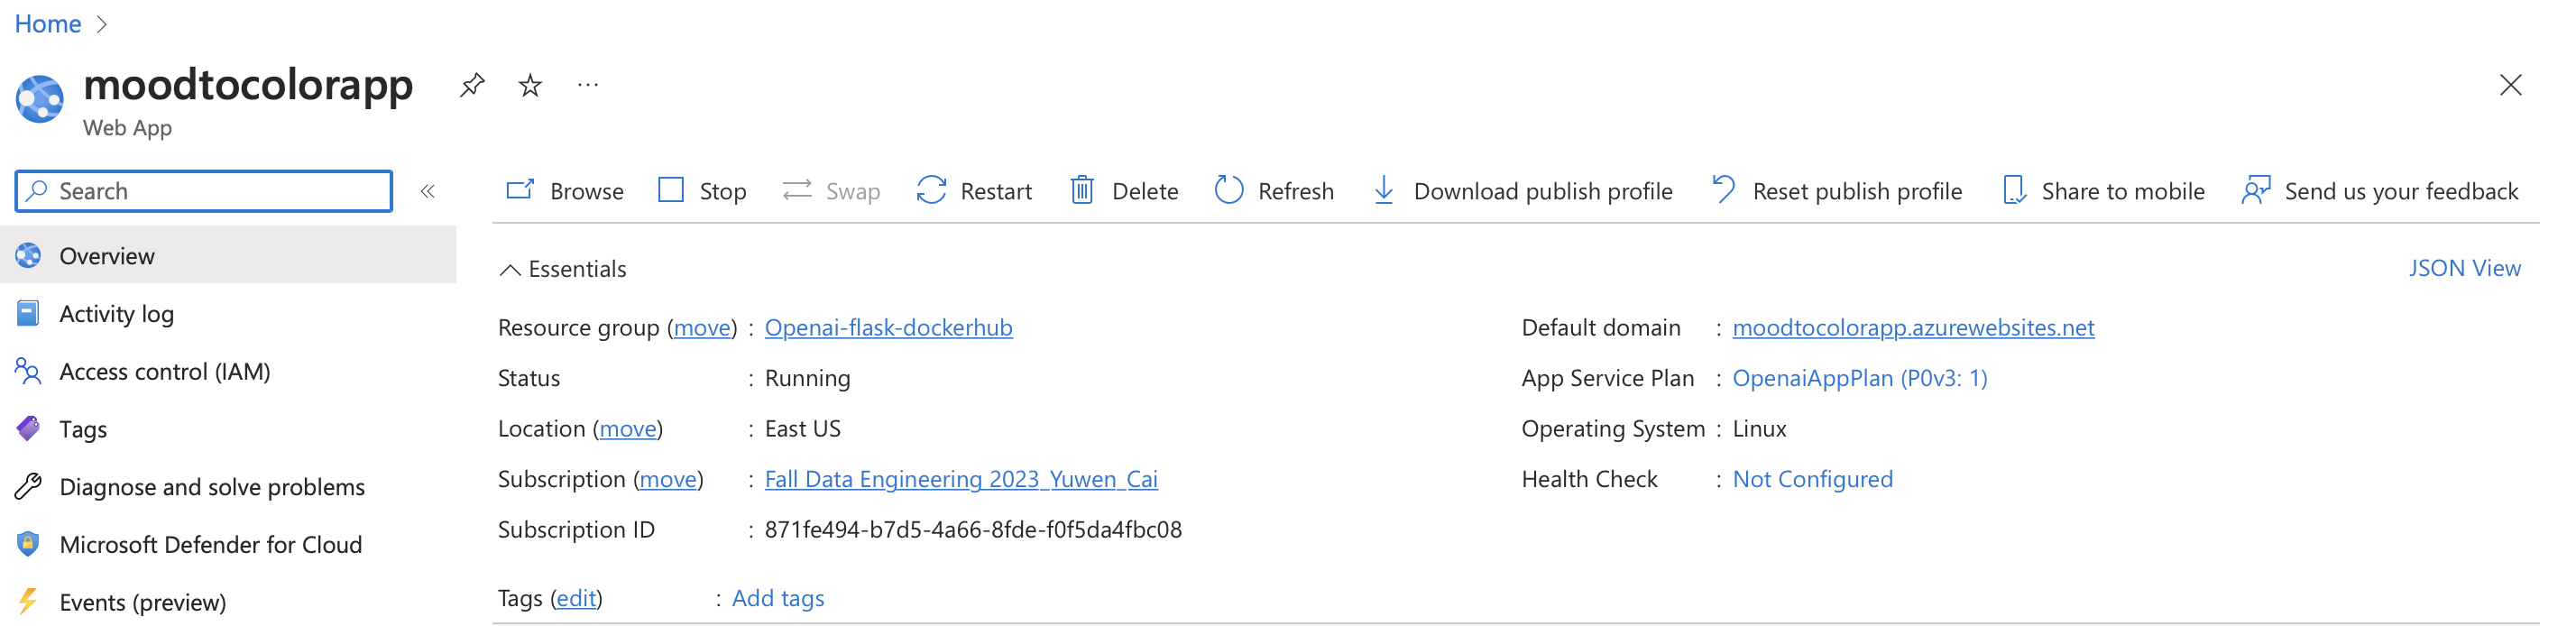 Home
moodtocolorapp
Web App
Search
Browse Stop Swap Restart Delete Refresh Download publish profile Reset publish profile Share to mobile Send us your feedback
Overview
Activity log
Access control (IAM)
Tags
Diagnose and solve problems
Microsoft Defender for Cloud
Events (preview)
Essentials JSON View
Resource group (move) : Openai-flask-dockerhub
Status : Running
Location (move) : East US
Subscription (move) : Fall Data Engineering 2023_Yuwen_Cai
Subscription ID : 871fe494-b7d5-4a66-8fde-f0f5da4fbc08
Default domain : moodtocolorapp.azurewebsites.net
App Service Plan : OpenaiAppPlan (P0v3: 1)
Operating System : Linux
Health Check : Not Configured
Tags (edit) : Add tags